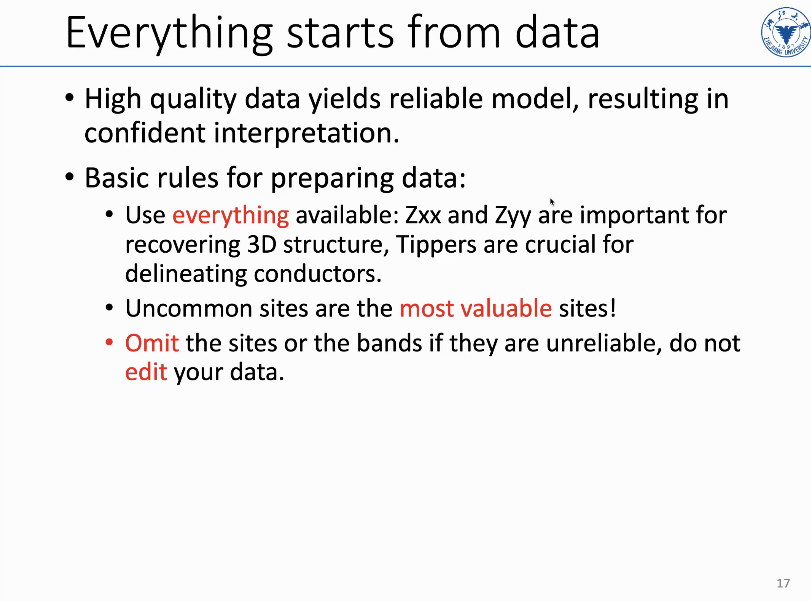 Everything starts from data
ZHEJIANG UNIVERSITY
1897
• High quality data yields reliable model, resulting in
confident interpretation.
• Basic rules for preparing data:
• Use everything available: Zxx and Zyy are important for
recovering 3D structure, Tippers are crucial for
delineating conductors.
• Uncommon sites are the most valuable sites!
• Omit the sites or the bands if they are unreliable, do not
edit your data.
17